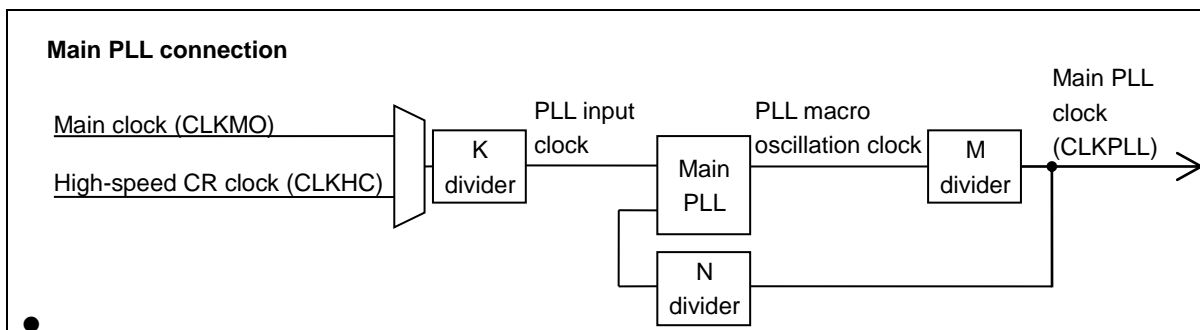 Main PLL connection
Main clock (CLKMO)
High-speed CR clock (CLKHC)
K
divider
PLL input
clock
Main
PLL
PLL macro
oscillation clock
M
divider
Main PLL
clock
(CLKPLL)
N
divider